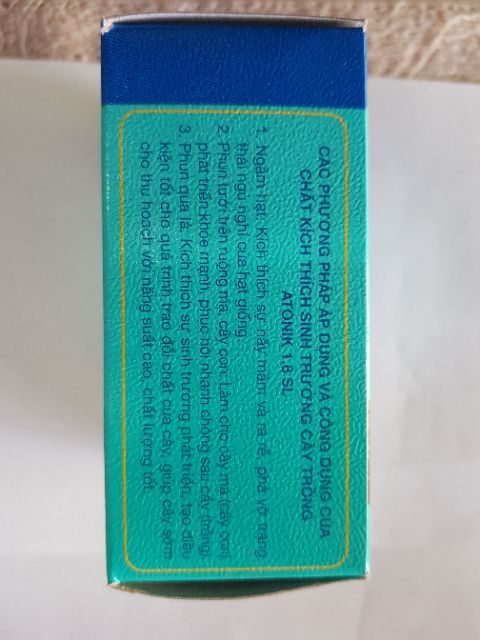 CÁC PHƯƠNG PHÁP ÁP DỤNG VÀ CÔNG DỤNG CỦA
CHẤT KÍCH THÍCH SINH TRƯỞNG CÂY TRỒNG
ATONIK 1,8 SL
1. Ngâm hạt: Kích thích sự nảy mầm và ra rễ, phá vỡ trạng
thái ngủ nghỉ của hạt giống.
2. Phun tưới trên ruộng mạ, cây con: Làm cho cây mạ (cây con)
phát triển khỏe mạnh, phục hồi nhanh chóng sau cấy (trồng).
3. Phun qua lá: Kích thích sự sinh trưởng phát triển, tạo điều
kiện tốt cho quá trình trao đổi chất của cây, giúp cây sớm
cho thu hoạch với năng suất cao, chất lượng tốt.